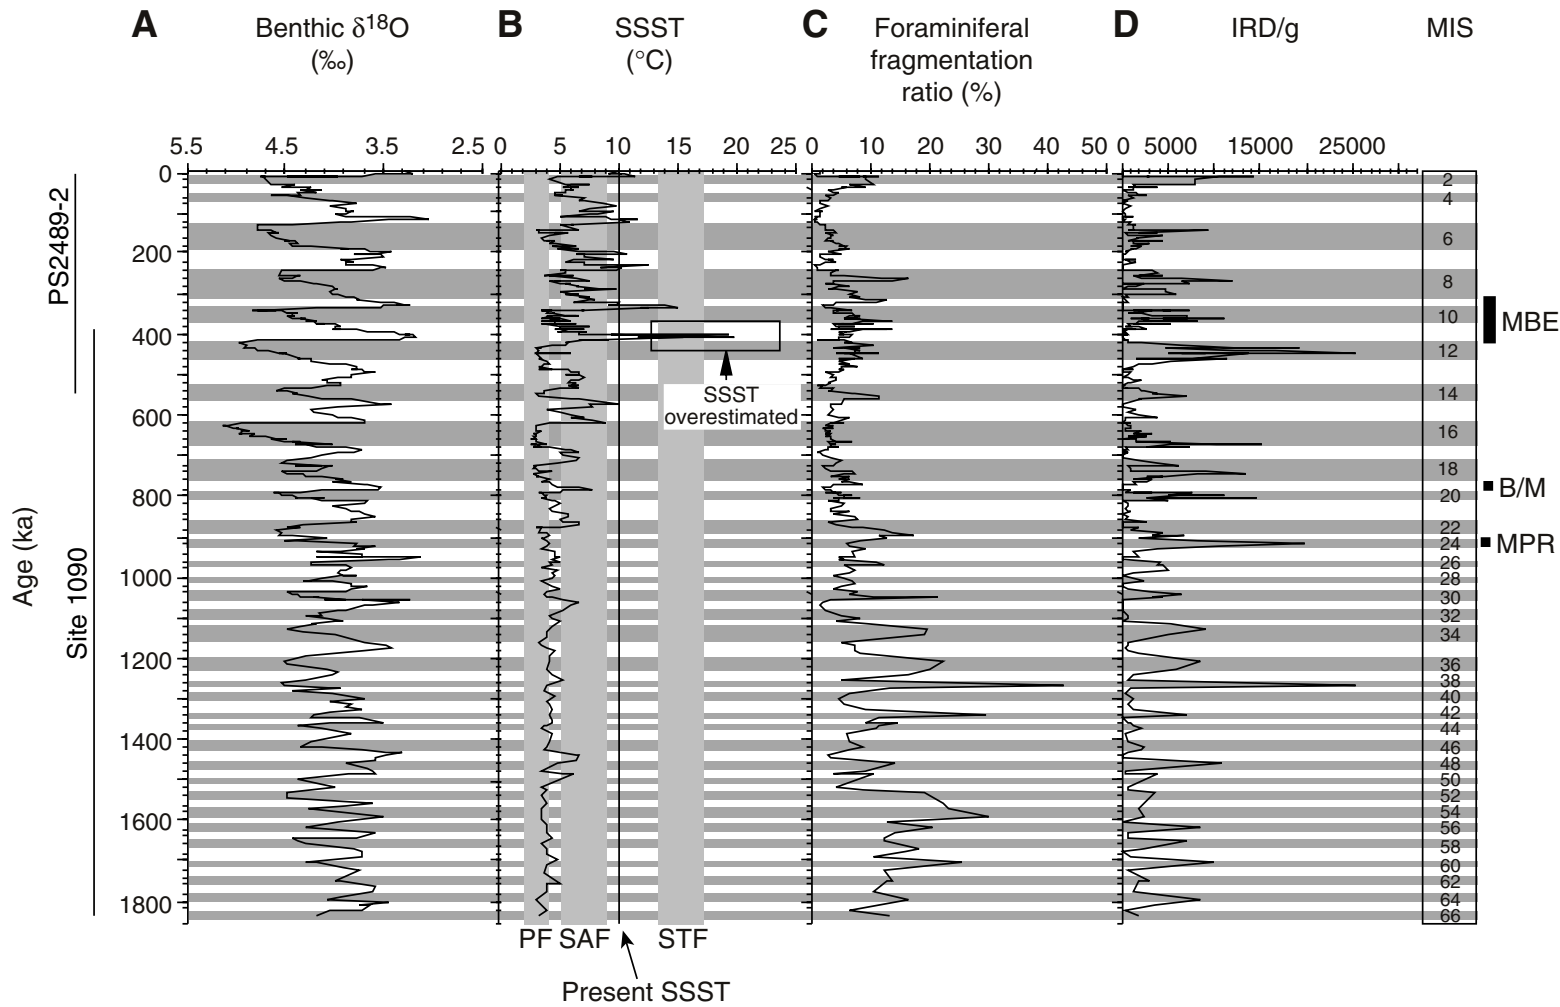 A
Benthic δ18O
(‰)
B
SSST
(°C)
C
Foraminiferal
fragmentation
ratio (%)
D
IRD/g
MIS
5.5 4.5 3.5 2.5
0 5 10 15 20 25
0 10 20 30 40 50
0 5000 15000 25000
0
200
400
600
800
1000
1200
1400
1600
1800
Age (ka)
PS2489-2
Site 1090
SSST
overestimated
PF SAF STF
Present SSST
2
4
6
8
10
12
14
16
18
20
22
24
26
28
30
32
34
36
38
40
42
44
46
48
50
52
54
56
58
60
62
64
66
MBE
B/M
MPR